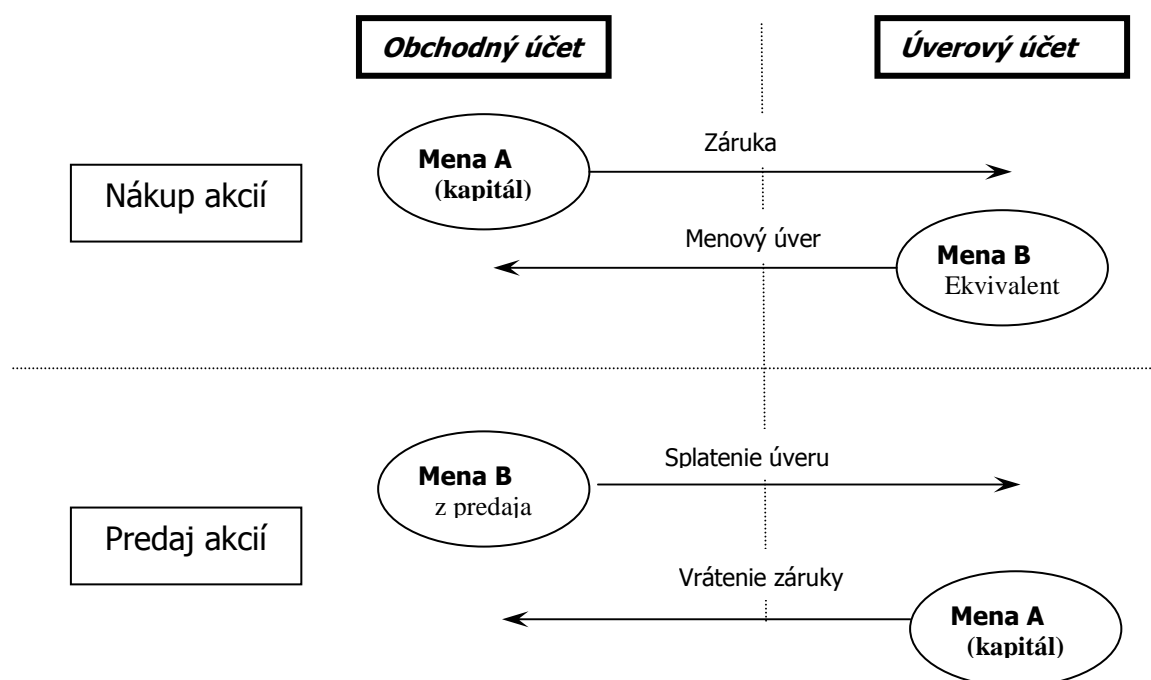 Obchodný účet
Úverový účet
Záruka
Mena A
(kapitál)
Nákup akcií
Menový úver
Mena B
Ekvivalent
Splatenie úveru
Mena B
z predaja
Predaj akcií
Vrátenie záruky
Mena A
(kapitál)